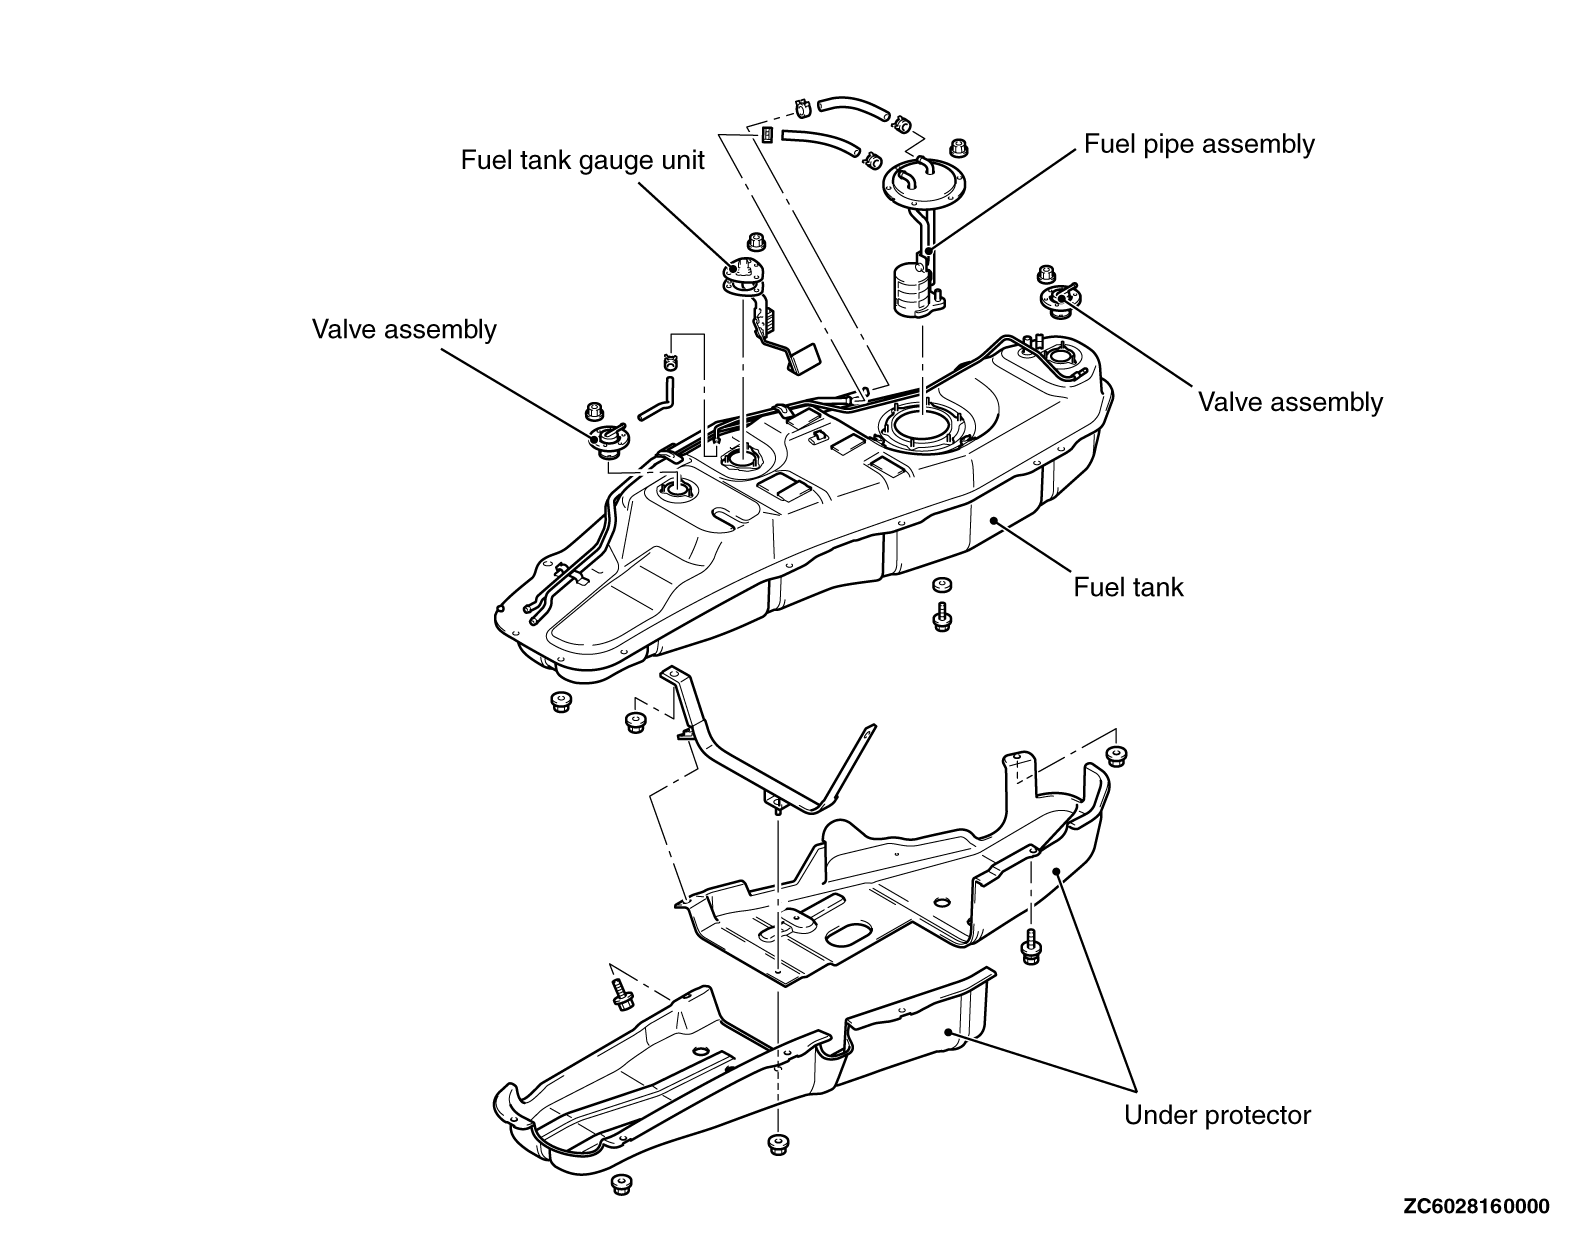 Fuel pipe assembly
Fuel tank gauge unit
Valve assembly
Valve assembly
Fuel tank
Under protector
ZC6028160000